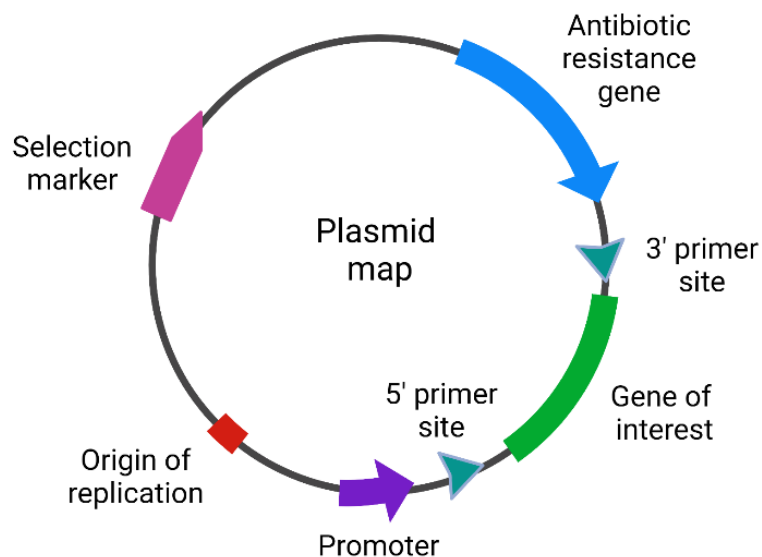 Antibiotic
resistance
gene
Selection
marker
Plasmid
map
3' primer
site
5' primer
site
Gene of
interest
Origin of
replication
Promoter